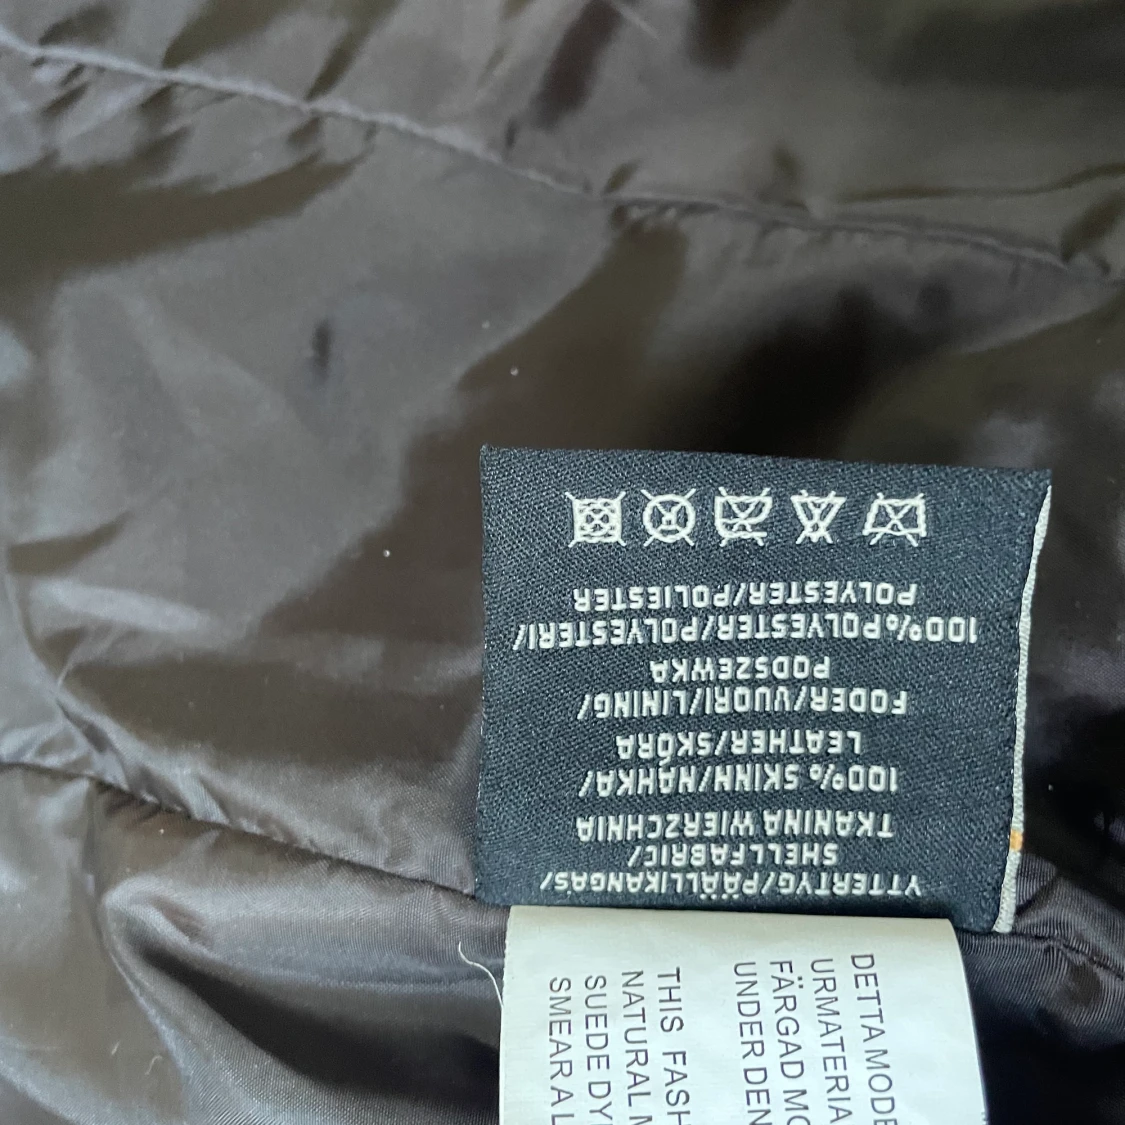 YTTERTYG/PÄÄLLIKANGAS/
SHELLFABRIC/
TKANINA WIERZCHNIA
100% SKINN/NAHKA/
LEATHER/SKÓRA
FODER/VUORI/LINING/
PODSZEWKA
100%POLYESTER/POLYESTERI/
POLYESTER/POLIESTER
DETTA MODE
URMATERIA
FÄRGAD MO
UNDER DEN
THIS FASH
NATURAL M
SUEDE DY
SMEAR AL